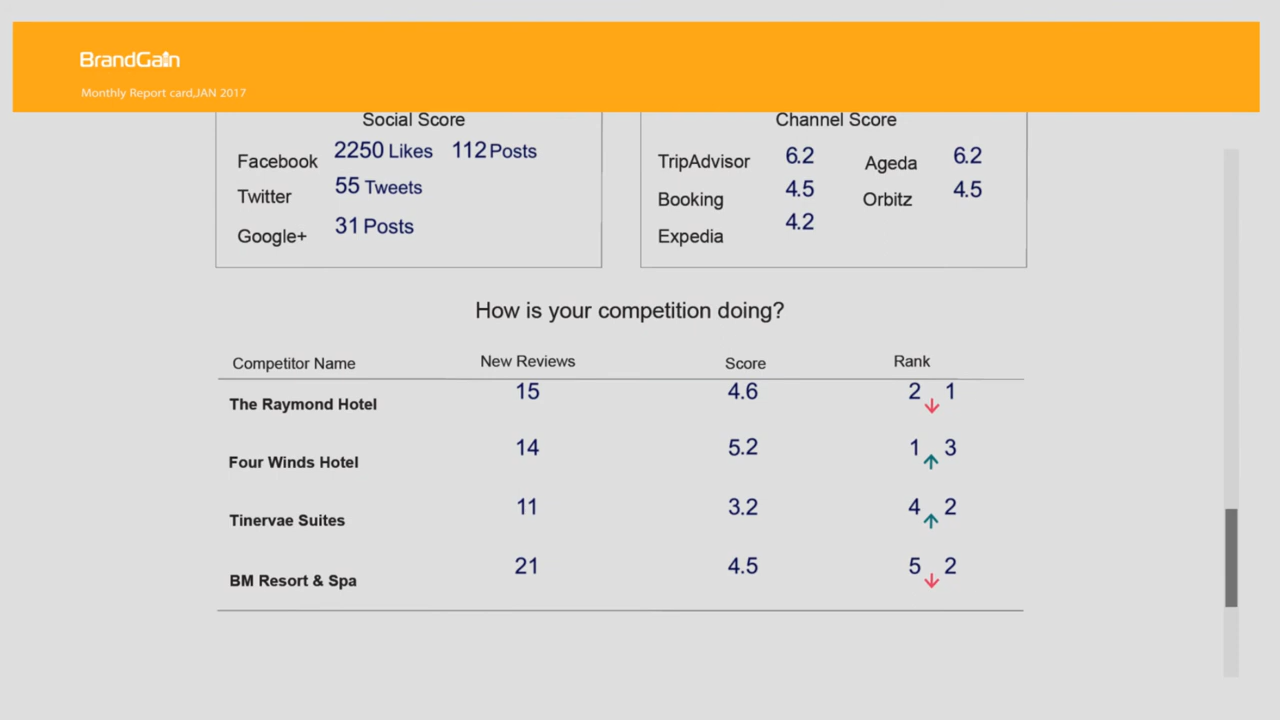 BrandGain
Monthly Report card,JAN 2017
Social Score
Facebook 2250 Likes 112 Posts
Twitter 55 Tweets
Google+ 31 Posts
Channel Score
TripAdvisor 6.2 Ageda 6.2
Booking 4.5 Orbitz 4.5
Expedia 4.2
How is your competition doing?
Competitor Name New Reviews Score Rank
The Raymond Hotel 15 4.6 2 ↓ 1
Four Winds Hotel 14 5.2 1 ↑ 3
Tinervae Suites 11 3.2 4 ↑ 2
BM Resort & Spa 21 4.5 5 ↓ 2